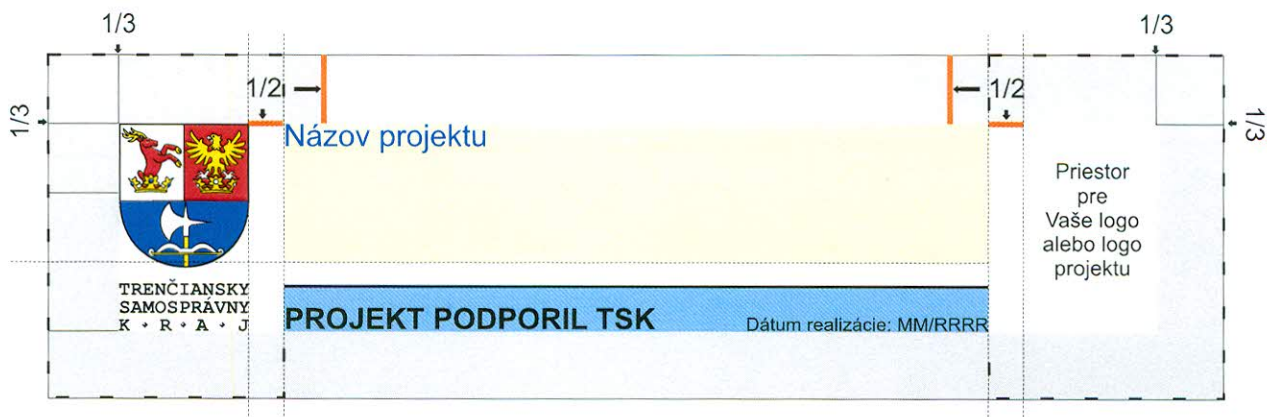 1/3
1/3
1/2
1/2
1/3
1/3
Názov projektu
Priestor
pre
Vaše logo
alebo logo
projektu
TRENČIANSKY
SAMOSPRÁVNY
K • R • A • J
PROJEKT PODPORIL TSK
Dátum realizácie: MM/RRRR